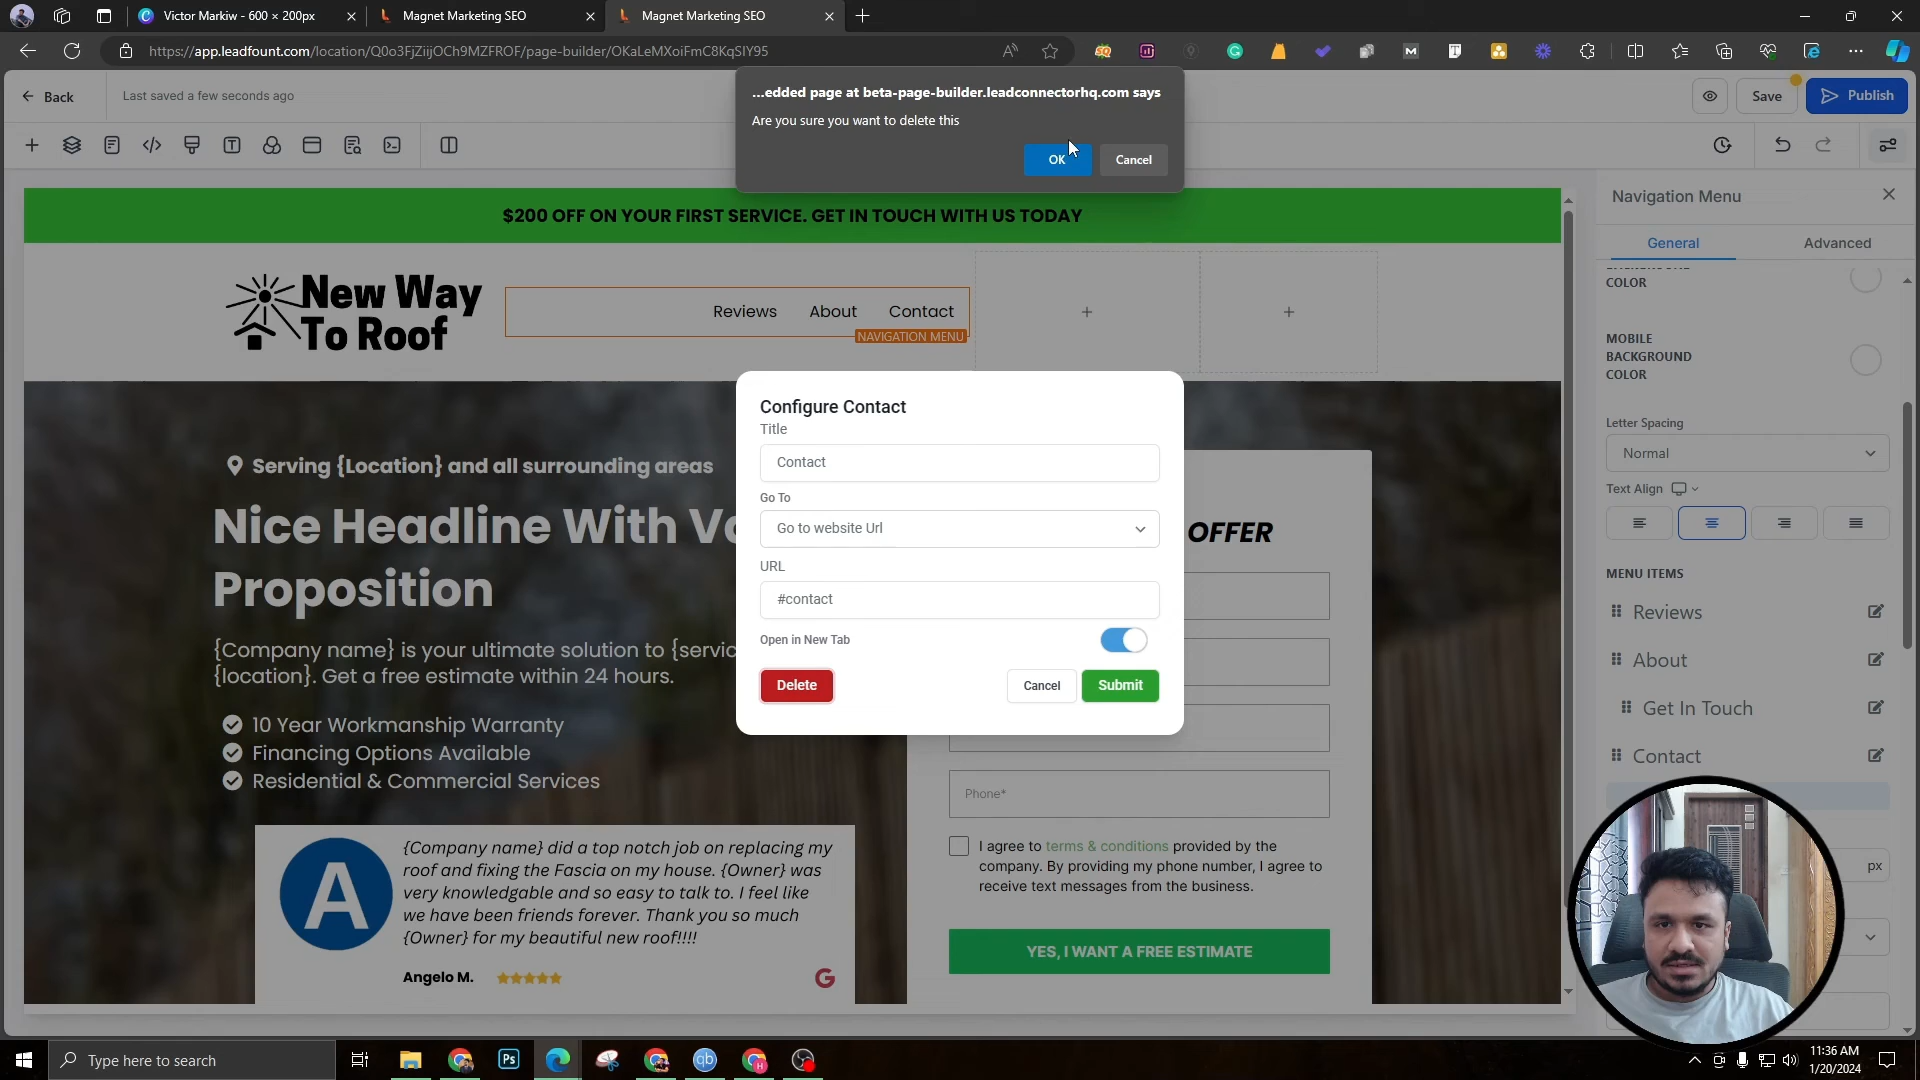 Victor Markiw - 600 × 200px
Magnet Marketing SEO
Magnet Marketing SEO
https://app.leadfount.com/location/Q0o3FjZiijOCh9MZFROF/page-builder/OKaLeMXoiFmC8KqSIY95
Back
Last saved a few seconds ago
Save
Publish
...edded page at beta-page-builder.leadconnectorhq.com says
Are you sure you want to delete this
OK
Cancel
$200 OFF ON YOUR FIRST SERVICE. GET IN TOUCH WITH US TODAY
New Way
To Roof
Reviews
About
Contact
NAVIGATION MENU
Serving {Location} and all surrounding areas
Nice Headline With Va
Proposition
{Company name} is your ultimate solution to {servic
{location}. Get a free estimate within 24 hours.
10 Year Workmanship Warranty
Financing Options Available
Residential & Commercial Services
A
{Company name} did a top notch job on replacing my
roof and fixing the Fascia on my house. {Owner} was
very knowledgable and so easy to talk to. I feel like
we have been friends forever. Thank you so much
{Owner} for my beautiful new roof!!!!
Angelo M.
G
Configure Contact
Title
Contact
Go To
Go to website Url
URL
#contact
Open in New Tab
Delete
Cancel
Submit
OFFER
Phone*
I agree to terms & conditions provided by the
company. By providing my phone number, I agree to
receive text messages from the business.
YES, I WANT A FREE ESTIMATE
Navigation Menu
General
Advanced
COLOR
MOBILE
BACKGROUND
COLOR
Letter Spacing
Normal
Text Align
MENU ITEMS
Reviews
About
Get In Touch
Contact
px
Type here to search
11:36 AM
1/20/2024